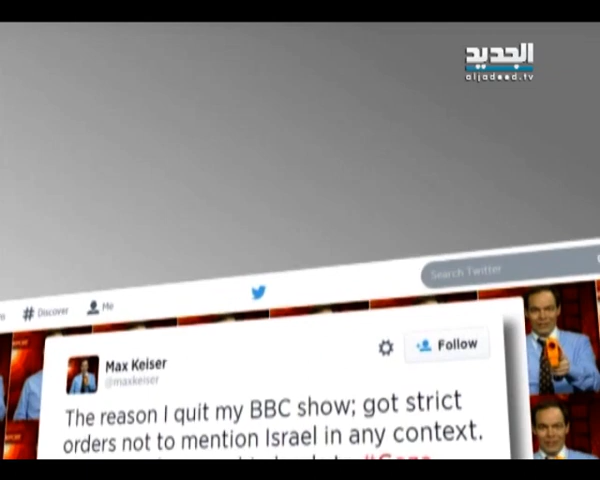 الجديد
aljadeed.tv
Search Twitter
# Discover
Me
Max Keiser
@maxkeiser
Follow
The reason I quit my BBC show; got strict
orders not to mention Israel in any context.